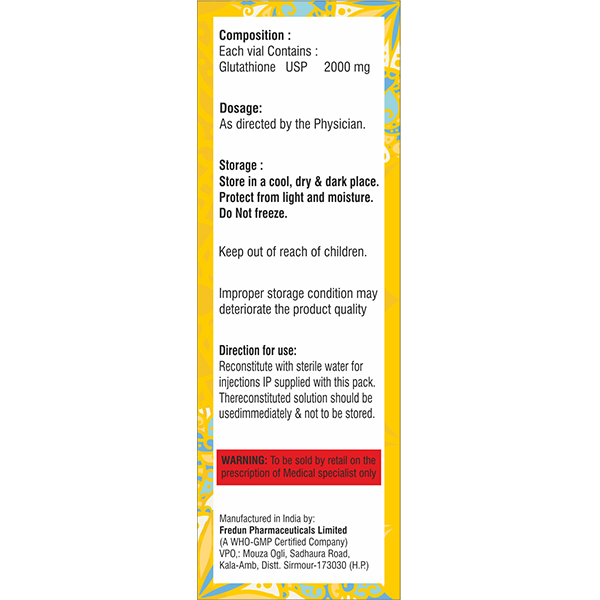 Composition :
Each vial Contains :
Glutathione USP 2000 mg
Dosage:
As directed by the Physician.
Storage :
Store in a cool, dry & dark place.
Protect from light and moisture.
Do Not freeze.
Keep out of reach of children.
Improper storage condition may
deteriorate the product quality
Direction for use:
Reconstitute with sterile water for
injections IP supplied with this pack.
Thereconstituted solution should be
usedimmediately & not to be stored.
WARNING: To be sold by retail on the
prescription of Medical specialist only
Manufactured in India by:
Fredun Pharmaceuticals Limited
(A WHO-GMP Certified Company)
VPO,: Mouza Ogli, Sadhaura Road,
Kala-Amb, Distt. Sirmour-173030 (H.P.)